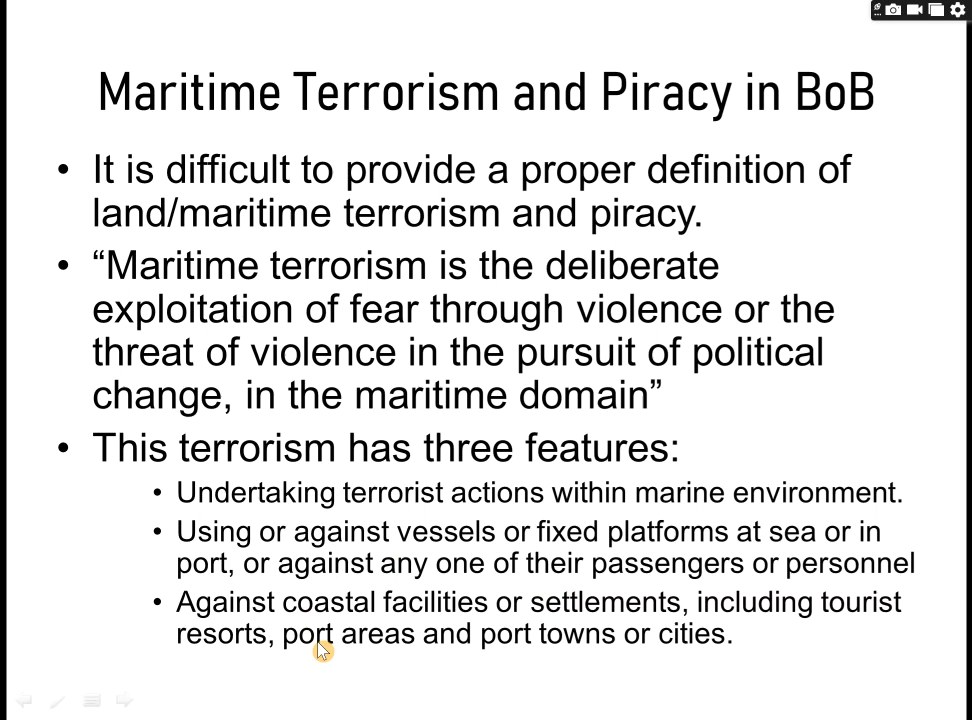 Maritime Terrorism and Piracy in BoB
• It is difficult to provide a proper definition of
land/maritime terrorism and piracy.
• “Maritime terrorism is the deliberate
exploitation of fear through violence or the
threat of violence in the pursuit of political
change, in the maritime domain”
• This terrorism has three features:
• Undertaking terrorist actions within marine environment.
• Using or against vessels or fixed platforms at sea or in
port, or against any one of their passengers or personnel
• Against coastal facilities or settlements, including tourist
resorts, port areas and port towns or cities.